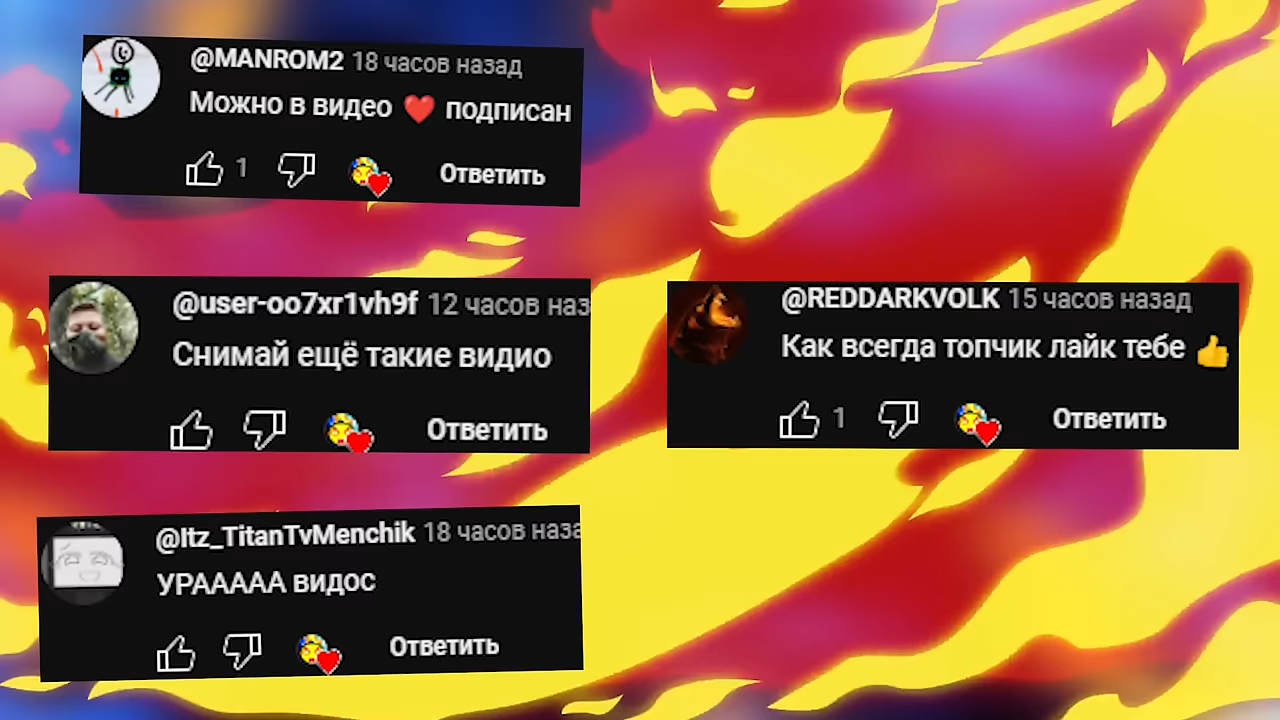 @MANROM2 18 часов назад
Можно в видео ❤️ подписан
1 Ответить
@user-oo7xr1vh9f 12 часов наз
Снимай ещё такие видио
Ответить
@REDDARKVOLK 15 часов назад
Как всегда топчик лайк тебе 👍
1 Ответить
@Itz_TitanTvMenchik 18 часов наза
УРААААА видос
Ответить